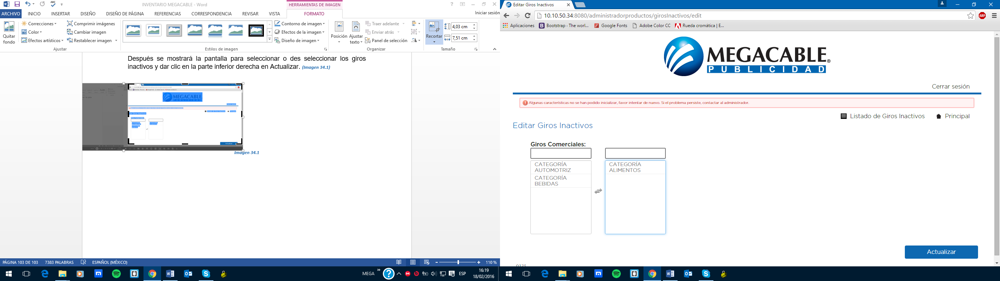 INVENTARIO MEGACABLE - Word
HERRAMIENTAS DE IMAGEN
ARCHIVO INICIO INSERTAR DISEÑO DISEÑO DE PÁGINA REFERENCIAS CORRESPONDENCIA REVISAR VISTA FORMATO Iniciar sesión
Quitar fondo
Correcciones
Color
Efectos artísticos
Comprimir imágenes
Cambiar imagen
Restablecer imagen
Ajustar
Estilos de imagen
Contorno de imagen
Efectos de la imagen
Diseño de imagen
Posición
Ajustar texto
Traer adelante
Enviar atrás
Panel de selección
Organizar
Recortar
4,03 cm
7,51 cm
Tamaño
Después se mostrará la pantalla para seleccionar o des seleccionar los giros
inactivos y dar clic en la parte inferior derecha en Actualizar. (Imagen 34.1)
MEGACABLE
PUBLICIDAD
Actualizar
Imagen 34.1
PÁGINA 103 DE 103 7383 PALABRAS ESPAÑOL (MÉXICO) 110 %
MEGA ESP 16:19
18/02/2016
Editar Giros Inactivos
10.10.50.34:8080/administradorproductos/girosInactivos/edit
ABP
Aplicaciones Bootstrap · The worl... Google Fonts Adobe Color CC Rueda cromática | E...
MEGACABLE®
PUBLICIDAD
Cerrar sesión
Algunas características no se han podido inicializar, favor intentar de nuevo. Si el problema persiste, contactar al administrador.
Listado de Giros Inactivos Principal
Editar Giros Inactivos
Giros Comerciales:
CATEGORÍA
AUTOMOTRIZ
CATEGORÍA
BEBIDAS
CATEGORÍA
ALIMENTOS
Actualizar